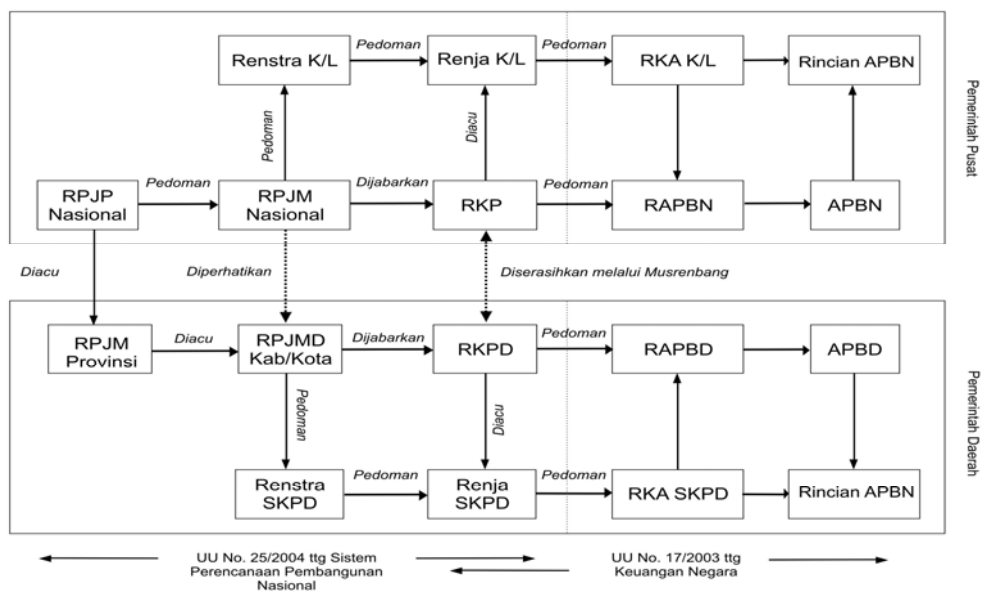 Pedoman
Pedoman
Renstra K/L
Renja K/L
RKA K/L
Rincian APBN
Pedoman
Diacu
Pemerintah Pusat
RPJP
Nasional
Pedoman
RPJM
Nasional
Dijabarkan
RKP
Pedoman
RAPBN
APBN
Diacu
Diperhatikan
Diserasihkan melalui Musrenbang
RPJM
Provinsi
Diacu
RPJMD
Kab/Kota
Dijabarkan
RKPD
Pedoman
RAPBD
APBD
Pedoman
Diacu
Pemerintah Daerah
Renstra
SKPD
Pedoman
Renja
SKPD
Pedoman
RKA SKPD
Rincian APBN
UU No. 25/2004 ttg Sistem
Perencanaan Pembangunan
Nasional
UU No. 17/2003 ttg
Keuangan Negara